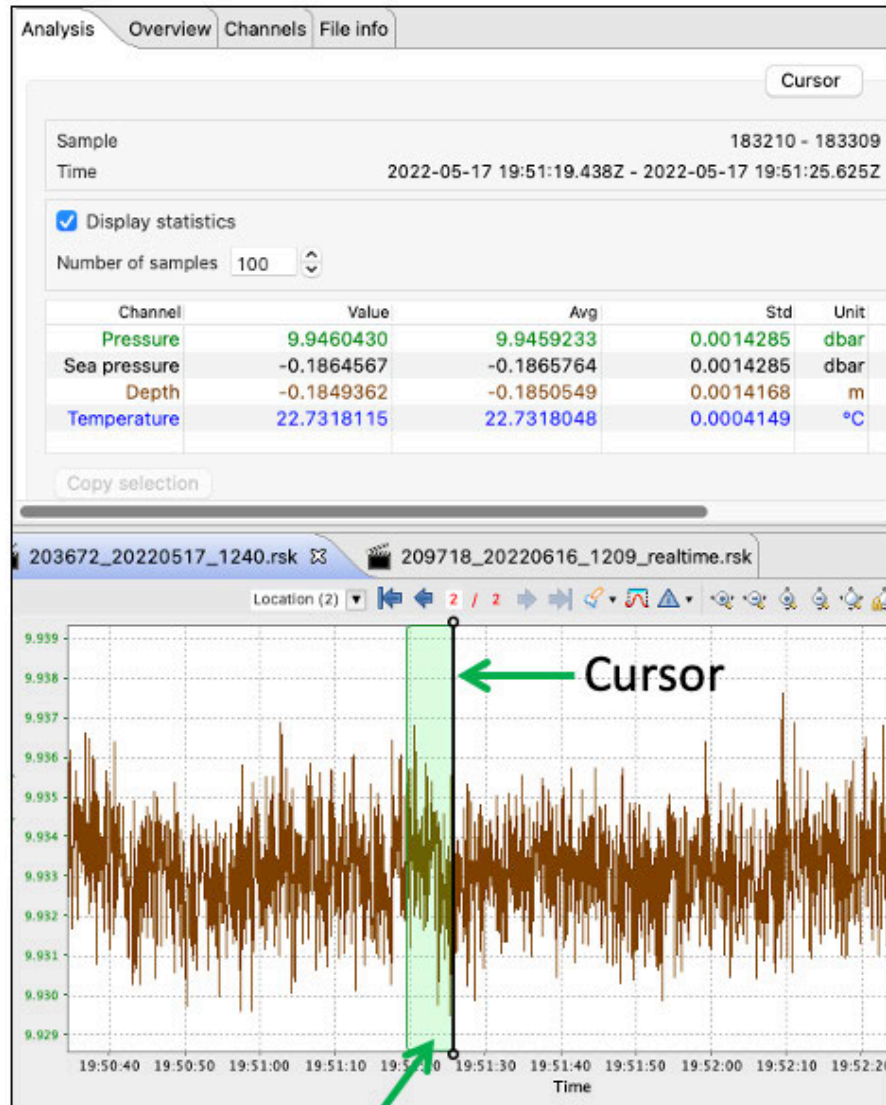 Analysis Overview Channels File info
Cursor
Sample 183210 - 183309
Time 2022-05-17 19:51:19.438Z - 2022-05-17 19:51:25.625Z
Display statistics
Number of samples 100
Channel Value Avg Std Unit
Pressure 9.9460430 9.9459233 0.0014285 dbar
Sea pressure -0.1864567 -0.1865764 0.0014285 dbar
Depth -0.1849362 -0.1850549 0.0014168 m
Temperature 22.7318115 22.7318048 0.0004149 °C
Copy selection
203672_20220517_1240.rsk 209718_20220616_1209_realtime.rsk
Location (2) 2 / 2
9.939
9.938
Cursor
9.937
9.936
9.935
9.934
9.933
9.932
9.931
9.930
9.929
19:50:40 19:50:50 19:51:00 19:51:10 19:51:30 19:51:40 19:51:50 19:52:00 19:52:10 19:52:20
Time